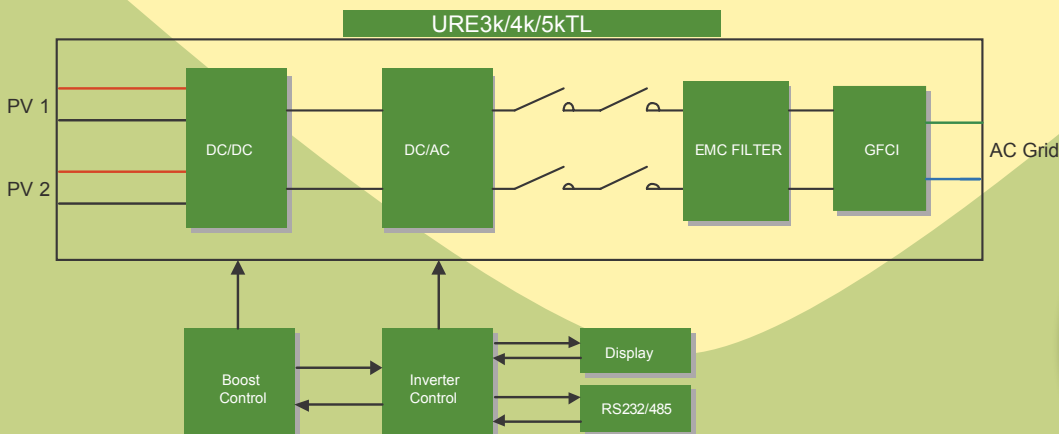 URE3k/4k/5kTL
PV 1
PV 2
DC/DC
DC/AC
EMC FILTER
GFCI
AC Grid
Boost
Control
Inverter
Control
Display
RS232/485